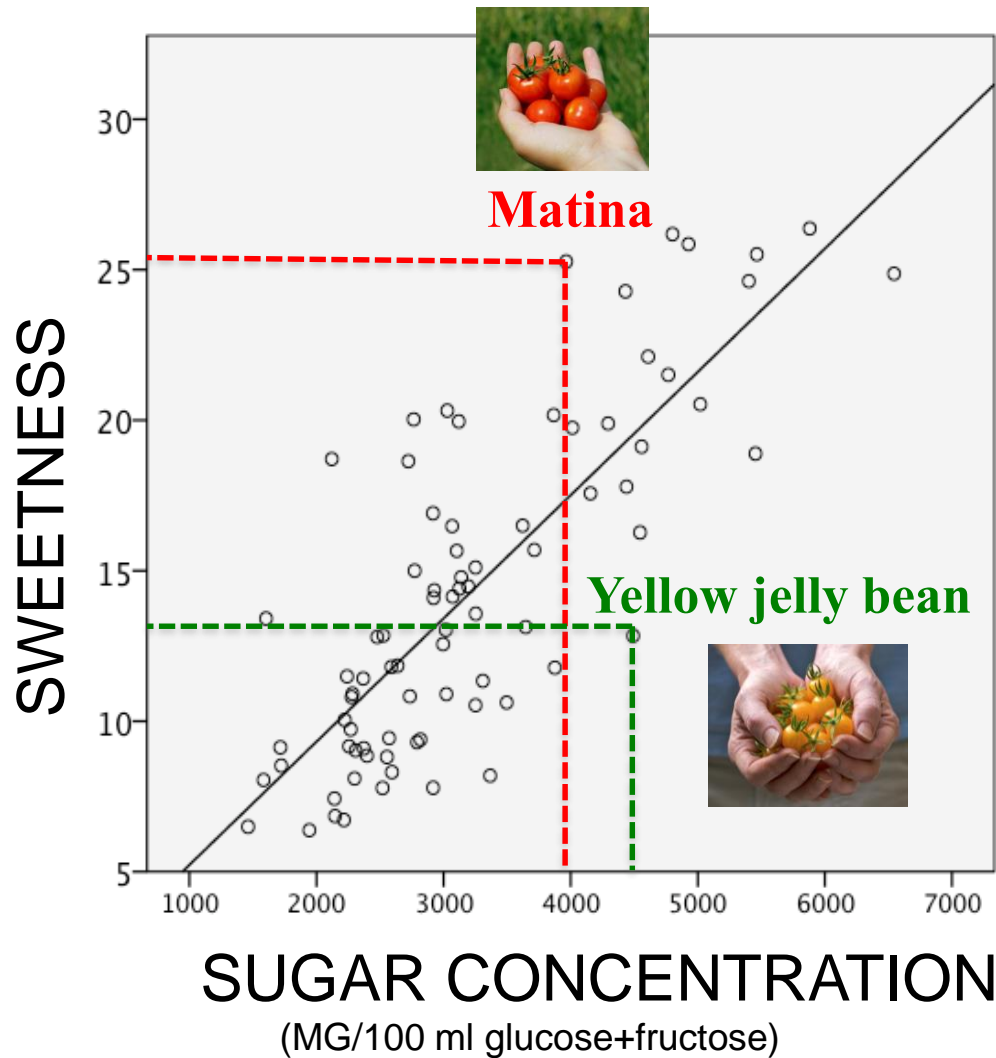 30
Matina
25
SWEETNESS
20
15
Yellow jelly bean
10
5
1000 2000 3000 4000 5000 6000 7000
SUGAR CONCENTRATION
(MG/100 ml glucose+fructose)